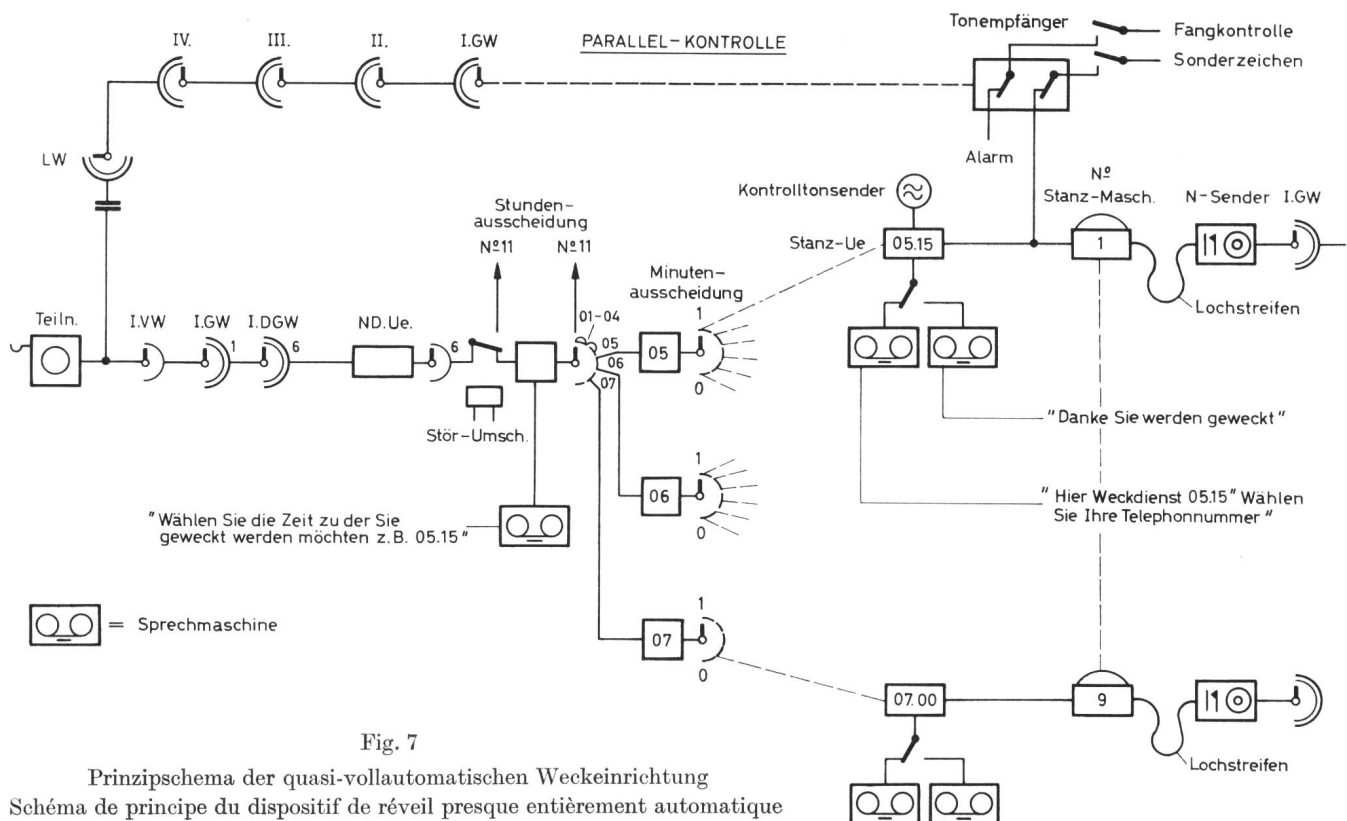 IV. III. II. I.GW PARALLEL-KONTROLLE
Tonempfänger
Fangkontrolle
Sonderzeichen
Alarm
LW
Nº
Stanz-Masch.
N-Sender I.GW
Kontrolltonsender
Stanz-Ue
05.15
1
Lochstreifen
Stunden-
ausscheidung
Nº11 Nº11
Minuten-
ausscheidung
Teiln. I.VW I.GW I.DGW ND.Ue.
1 6 6
01-04
05
06
07
05
1
0
Stör-Umsch.
06
1
0
"Danke Sie werden geweckt"
"Hier Weckdienst 05.15" Wählen
Sie Ihre Telephonnummer"
"Wählen Sie die Zeit zu der Sie
geweckt werden möchten z.B. 05.15"
= Sprechmaschine
07
1
0
07.00
9
Lochstreifen
Fig. 7
Prinzipschema der quasi-vollautomatischen Weckeinrichtung
Schéma de principe du dispositif de réveil presque entièrement automatique